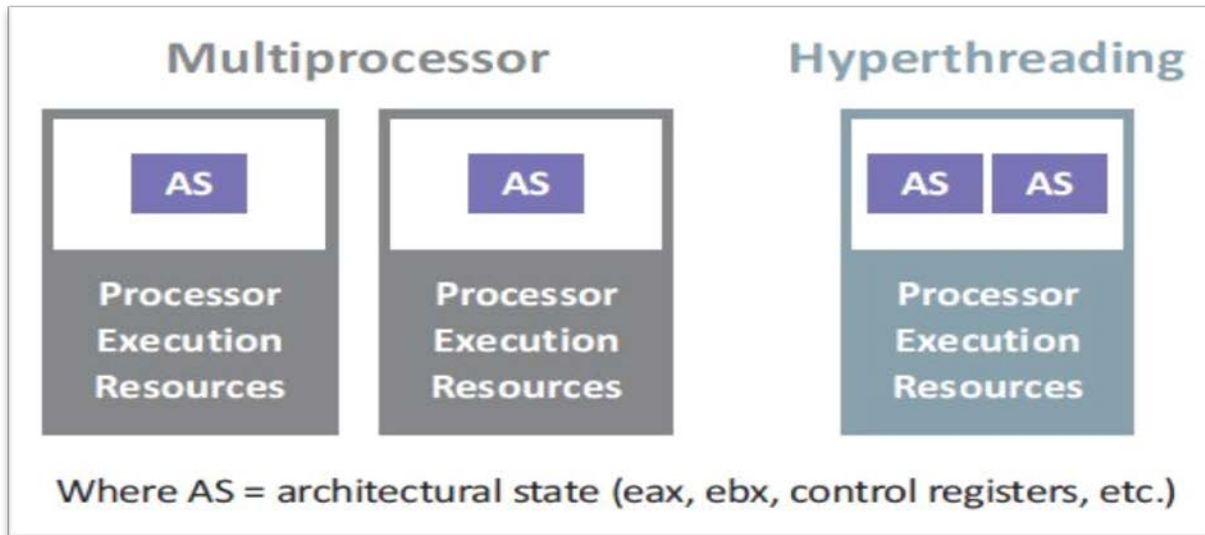 Multiprocessor
Hyperthreading
AS
AS
AS AS
Processor
Execution
Resources
Processor
Execution
Resources
Processor
Execution
Resources
Where AS = architectural state (eax, ebx, control registers, etc.)